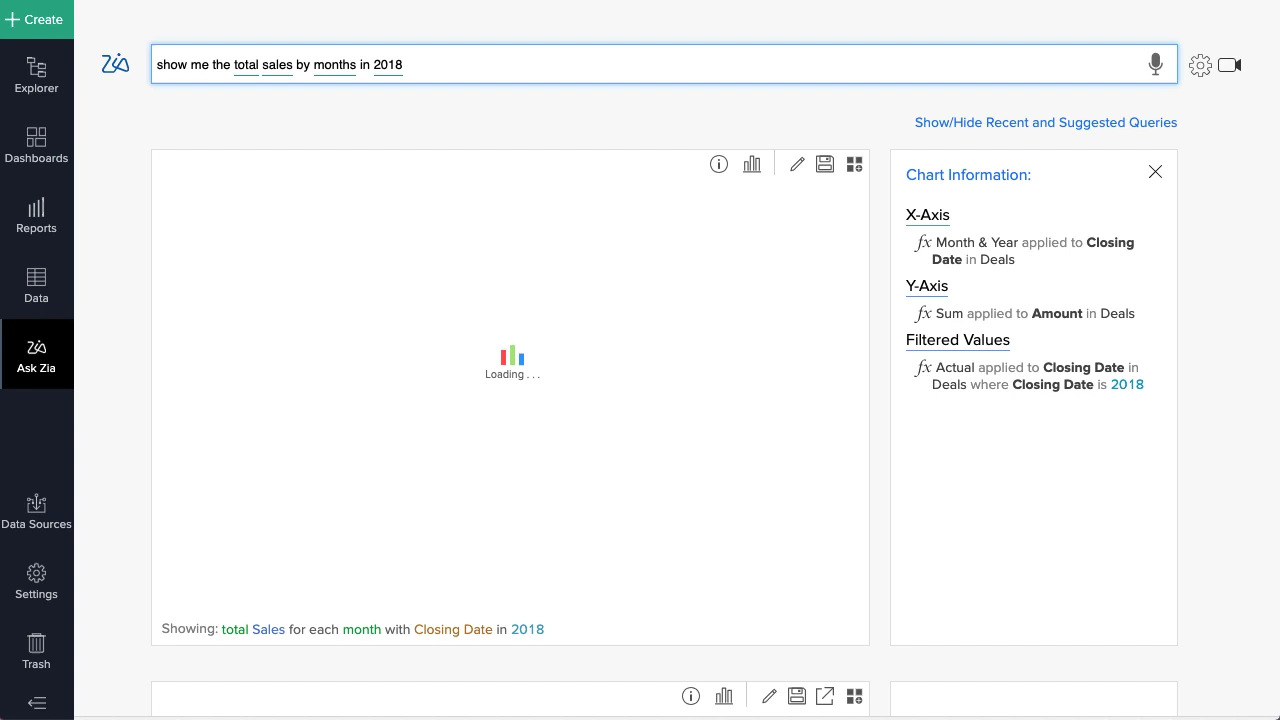 Create
Explorer
Dashboards
Reports
Data
Zia
Ask Zia
Data Sources
Settings
Trash
Zia
show me the total sales by months in 2018
Show/Hide Recent and Suggested Queries
Loading . . .
Showing: total Sales for each month with Closing Date in 2018
Chart Information:
X-Axis
fx Month & Year applied to Closing
Date in Deals
Y-Axis
fx Sum applied to Amount in Deals
Filtered Values
fx Actual applied to Closing Date in
Deals where Closing Date is 2018